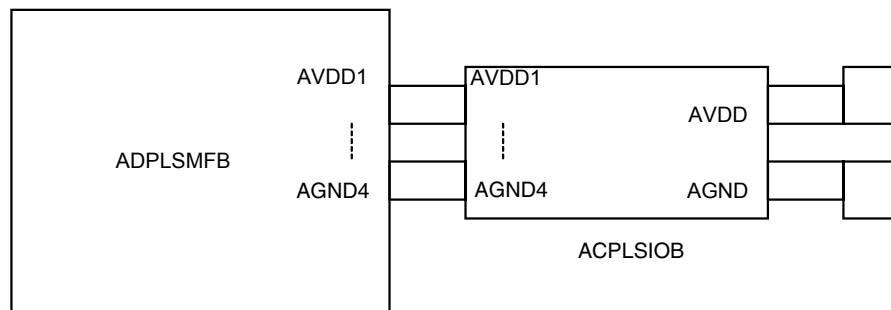 AVDD1
AVDD1
AVDD
ADPLSMFB
AGND4
AGND4
AGND
ACPLSIOB